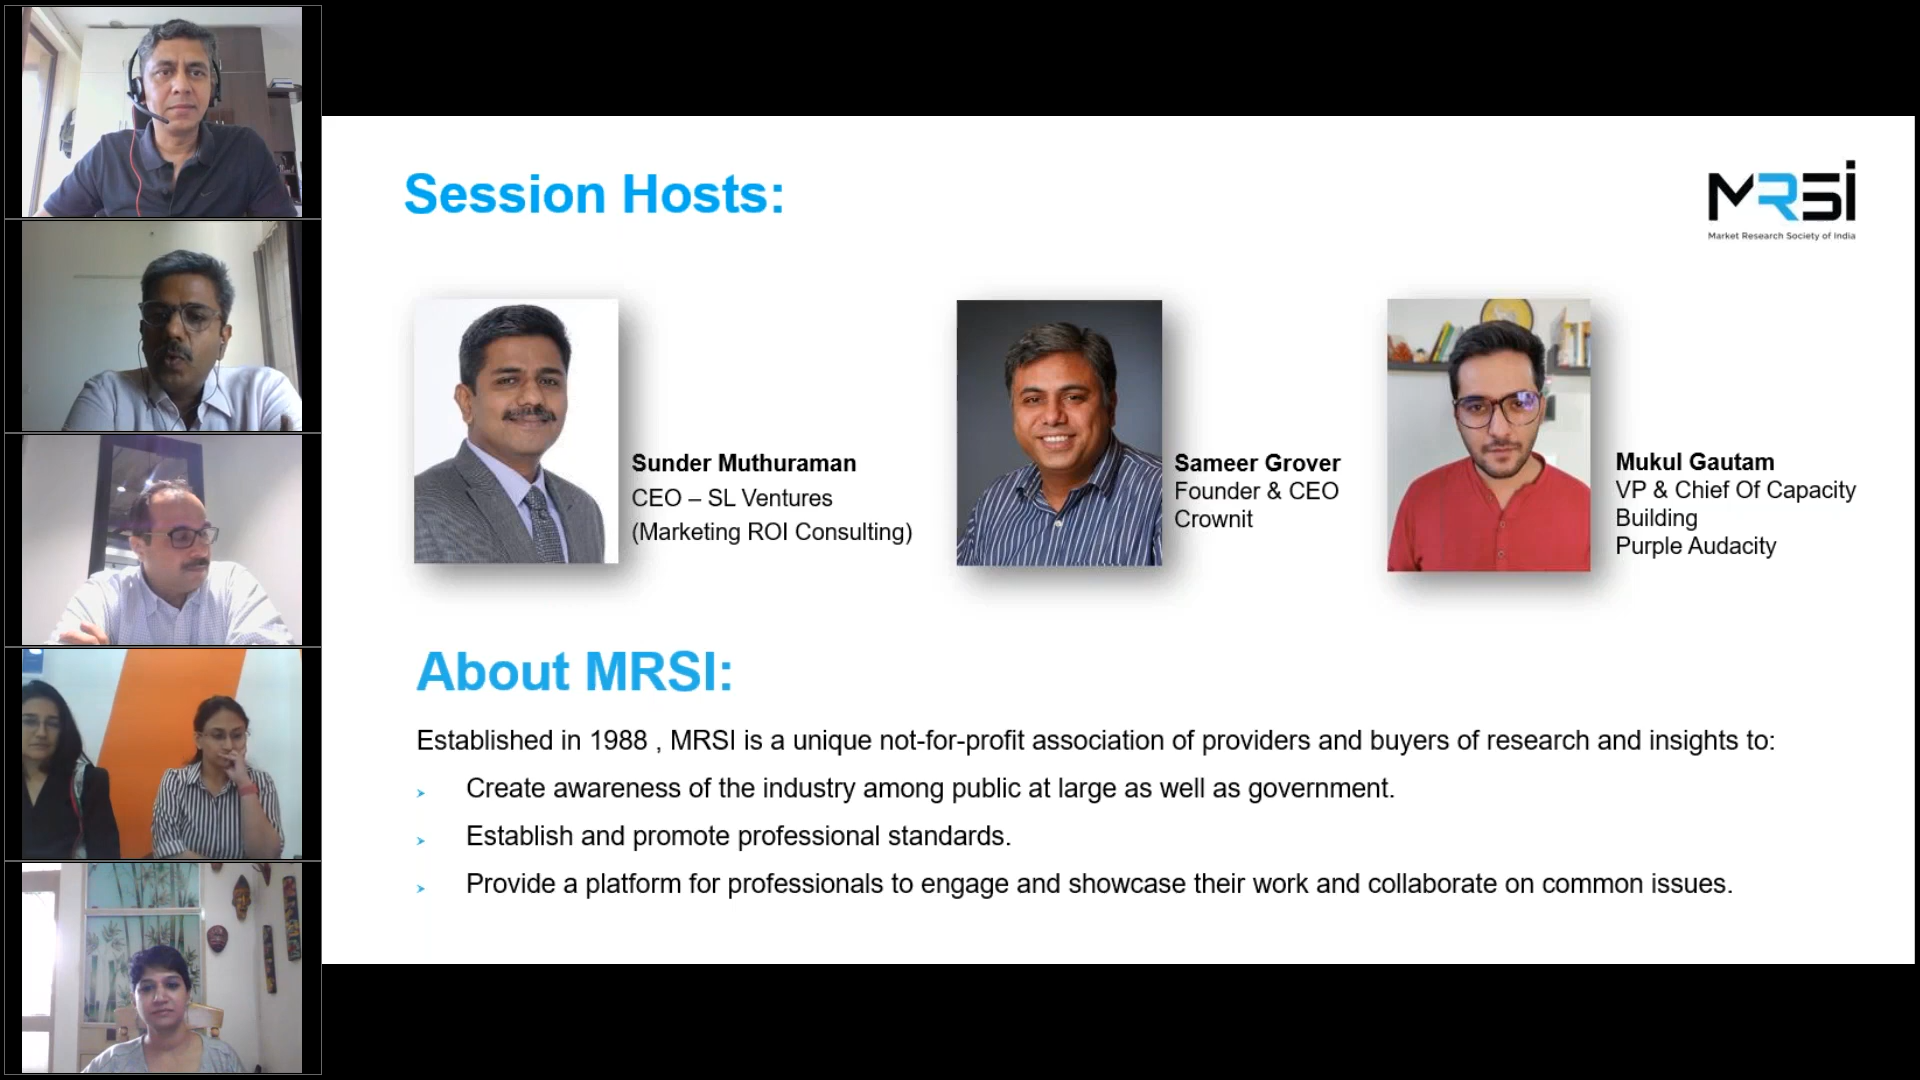 Session Hosts:
MRSI
Market Research Society of India
Sunder Muthuraman
CEO – SL Ventures
(Marketing ROI Consulting)
Sameer Grover
Founder & CEO
Crownit
Mukul Gautam
VP & Chief Of Capacity
Building
Purple Audacity
About MRSI:
Established in 1988 , MRSI is a unique not-for-profit association of providers and buyers of research and insights to:
Create awareness of the industry among public at large as well as government.
Establish and promote professional standards.
Provide a platform for professionals to engage and showcase their work and collaborate on common issues.